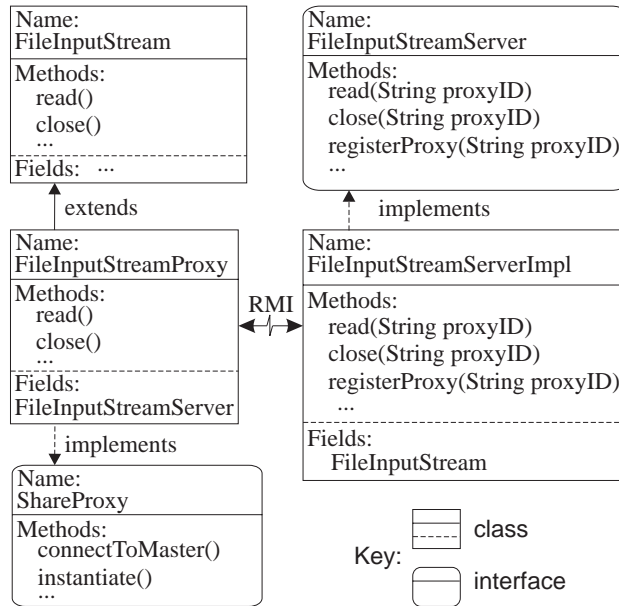 Name:
FileInputStream
Methods:
read()
close()
...
Fields: ...
extends
Name:
FileInputStreamProxy
Methods:
read()
close()
...
Fields:
FileInputStreamServer
implements
Name:
ShareProxy
Methods:
connectToMaster()
instantiate()
...
RMI
Name:
FileInputStreamServer
Methods:
read(String proxyID)
close(String proxyID)
registerProxy(String proxyID)
...
implements
Name:
FileInputStreamServerImpl
Methods:
read(String proxyID)
close(String proxyID)
registerProxy(String proxyID)
...
Fields:
FileInputStream
Key:
class
interface